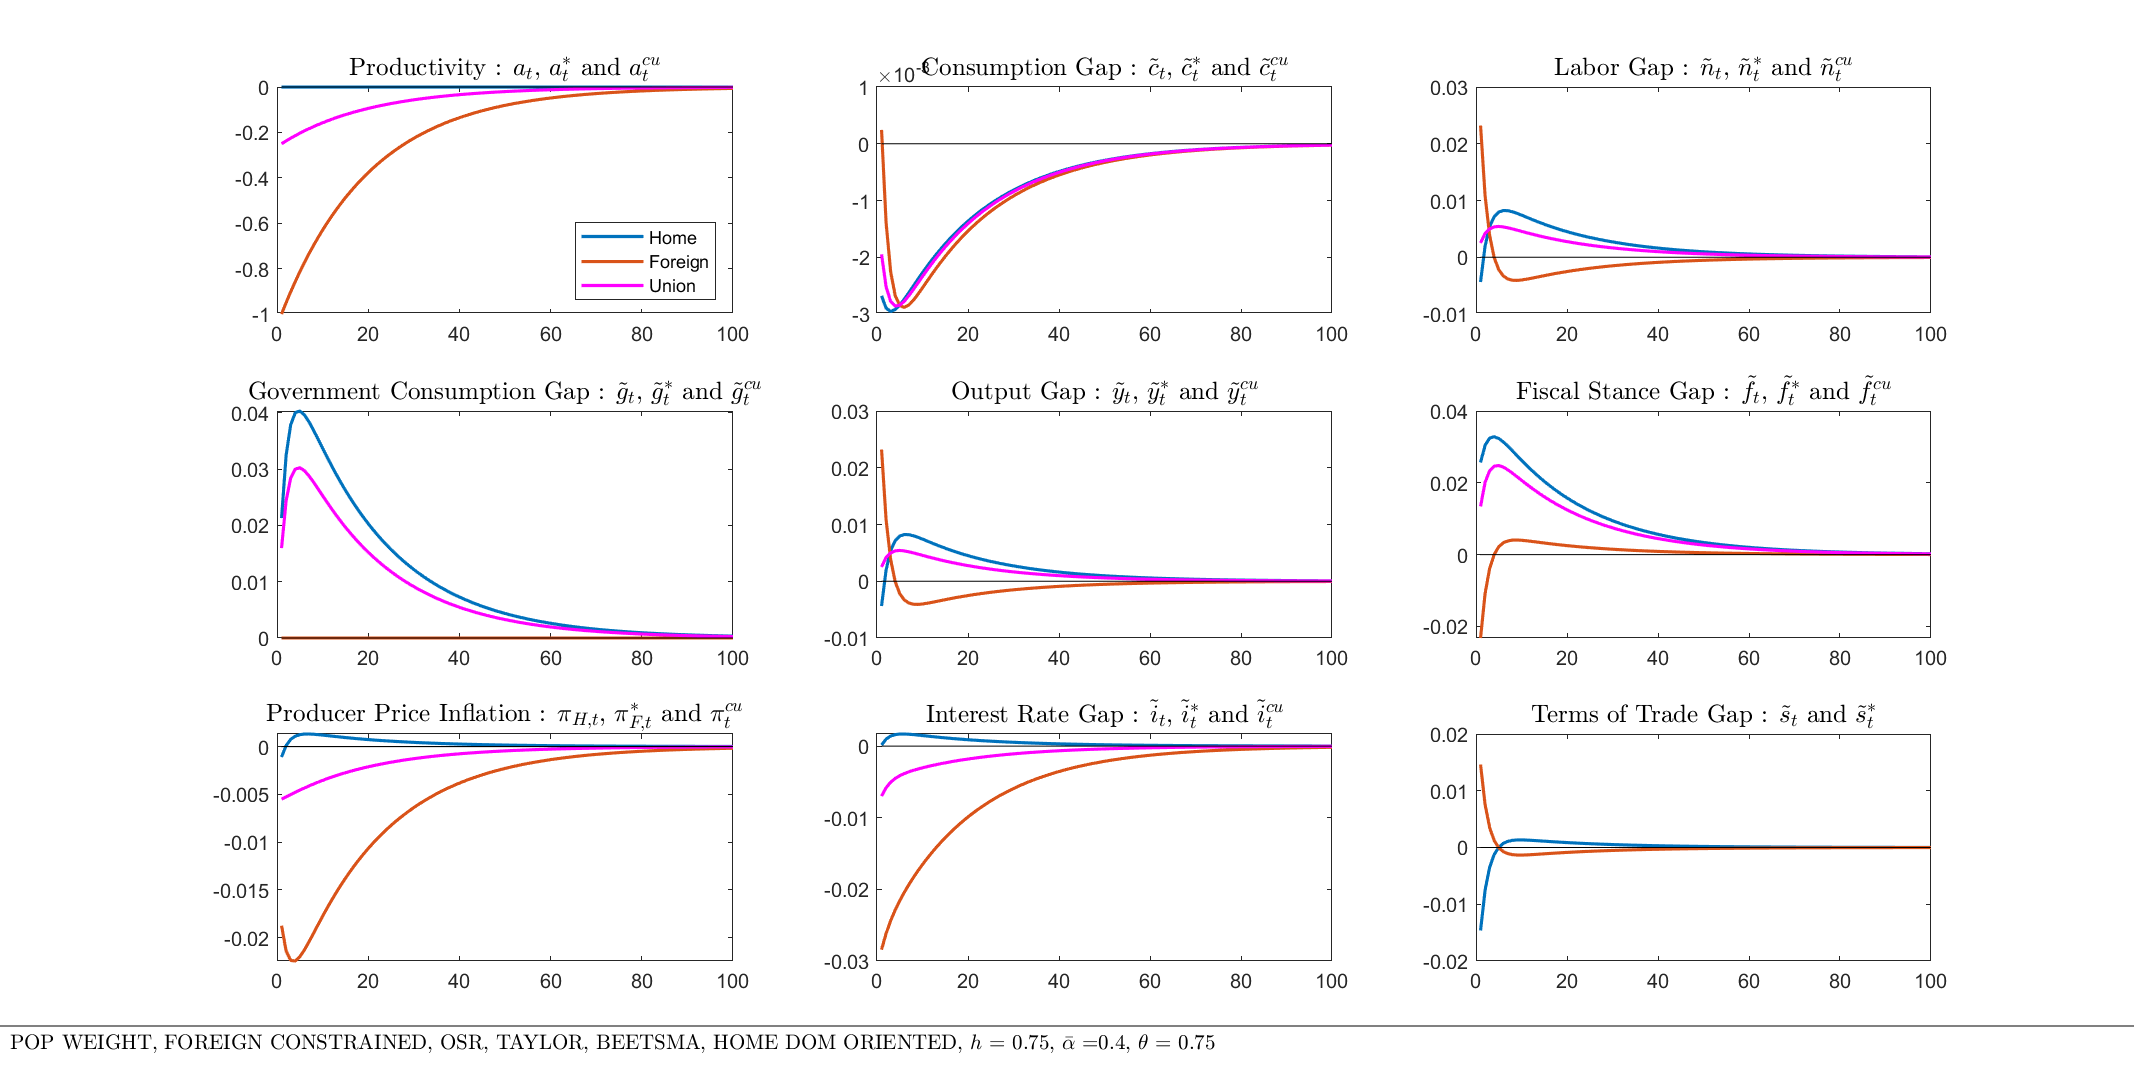 Productivity : a_t, a_t^* and a_t^{cu}
0
-0.2
-0.4
-0.6
-0.8
-1
0 20 40 60 80 100
Home
Foreign
Union
×10^{-3}
Consumption Gap : c̃_t, c̃_t^* and c̃_t^{cu}
1
0
-1
-2
-3
0 20 40 60 80 100
Labor Gap : ñ_t, ñ_t^* and ñ_t^{cu}
0.03
0.02
0.01
0
-0.01
0 20 40 60 80 100
Government Consumption Gap : g̃_t, g̃_t^* and g̃_t^{cu}
0.04
0.03
0.02
0.01
0
0 20 40 60 80 100
Output Gap : ỹ_t, ỹ_t^* and ỹ_t^{cu}
0.03
0.02
0.01
0
-0.01
0 20 40 60 80 100
Fiscal Stance Gap : f̃_t, f̃_t^* and f̃_t^{cu}
0.04
0.02
0
-0.02
0 20 40 60 80 100
Producer Price Inflation : π_{H,t}, π_{F,t}^* and π_t^{cu}
0
-0.005
-0.01
-0.015
-0.02
0 20 40 60 80 100
Interest Rate Gap : ĩ_t, ĩ_t^* and ĩ_t^{cu}
0
-0.01
-0.02
-0.03
0 20 40 60 80 100
Terms of Trade Gap : s̃_t and s̃_t^*
0.02
0.01
0
-0.01
-0.02
0 20 40 60 80 100
POP WEIGHT, FOREIGN CONSTRAINED, OSR, TAYLOR, BEETSMA, HOME DOM ORIENTED, h = 0.75, ᾱ =0.4, θ = 0.75